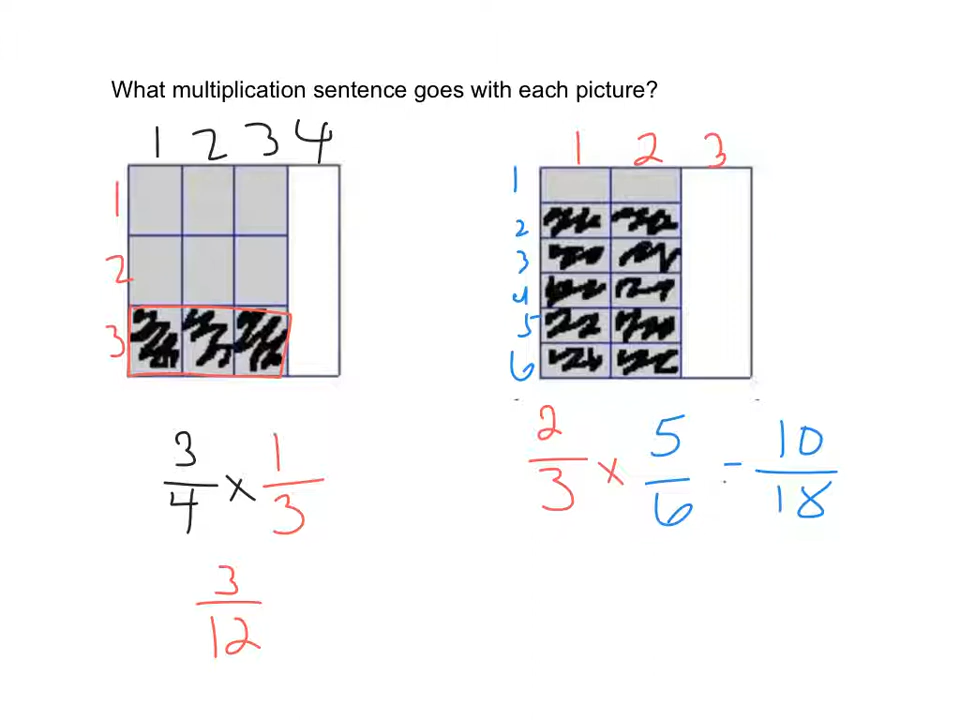 What multiplication sentence goes with each picture?
1 2 3 4
1
2
3
3/4 × 1/3
3/12
1 2 3
1
2
3
4
5
6
2/3 × 5/6 = 10/18